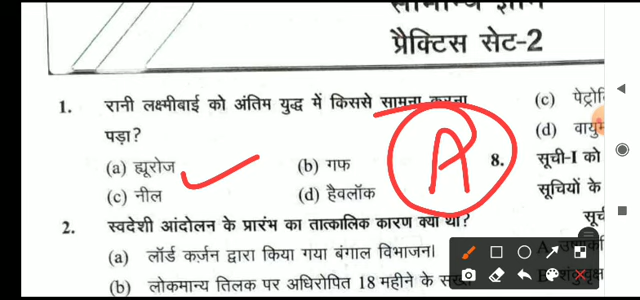 सामान्य ज्ञान
प्रैक्टिस सेट-2
1. रानी लक्ष्मीबाई को अंतिम युद्ध में किससे सामना करना
पड़ा?
(a) ह्यूरोज
(b) गफ
(c) नील
(d) हैवलॉक
A
2. स्वदेशी आंदोलन के प्रारंभ का तात्कालिक कारण क्या था?
(a) लॉर्ड कर्ज़न द्वारा किया गया बंगाल विभाजन।
(b) लोकमान्य तिलक पर अधिरोपित 18 महीने के
(c)
(d)
8. सूची-I को
सूचियों के